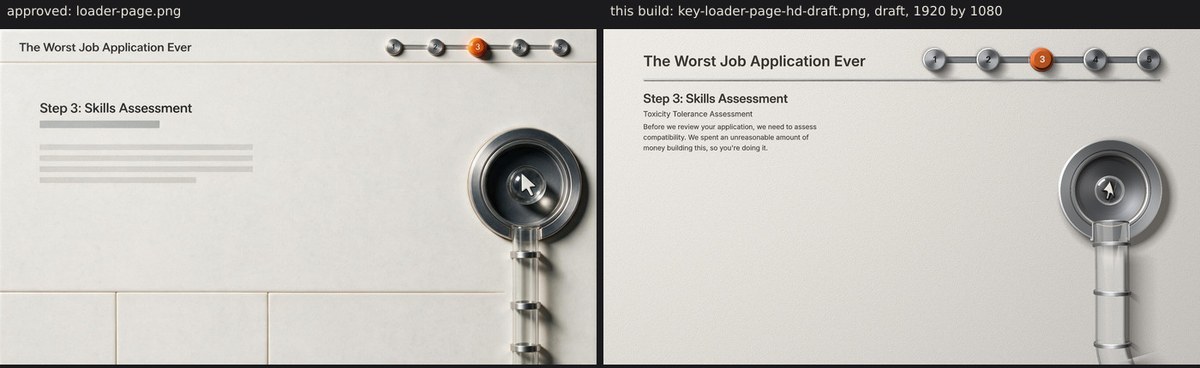 approved: loader-page.png
this build: key-loader-page-hd-draft.png, draft, 1920 by 1080
The Worst Job Application Ever
3
Step 3: Skills Assessment
The Worst Job Application Ever
1 2 3 4 5
Step 3: Skills Assessment
Toxicity Tolerance Assessment
Before we review your application, we need to assess
compatibility. We spent an unreasonable amount of
money building this, so you're doing it.